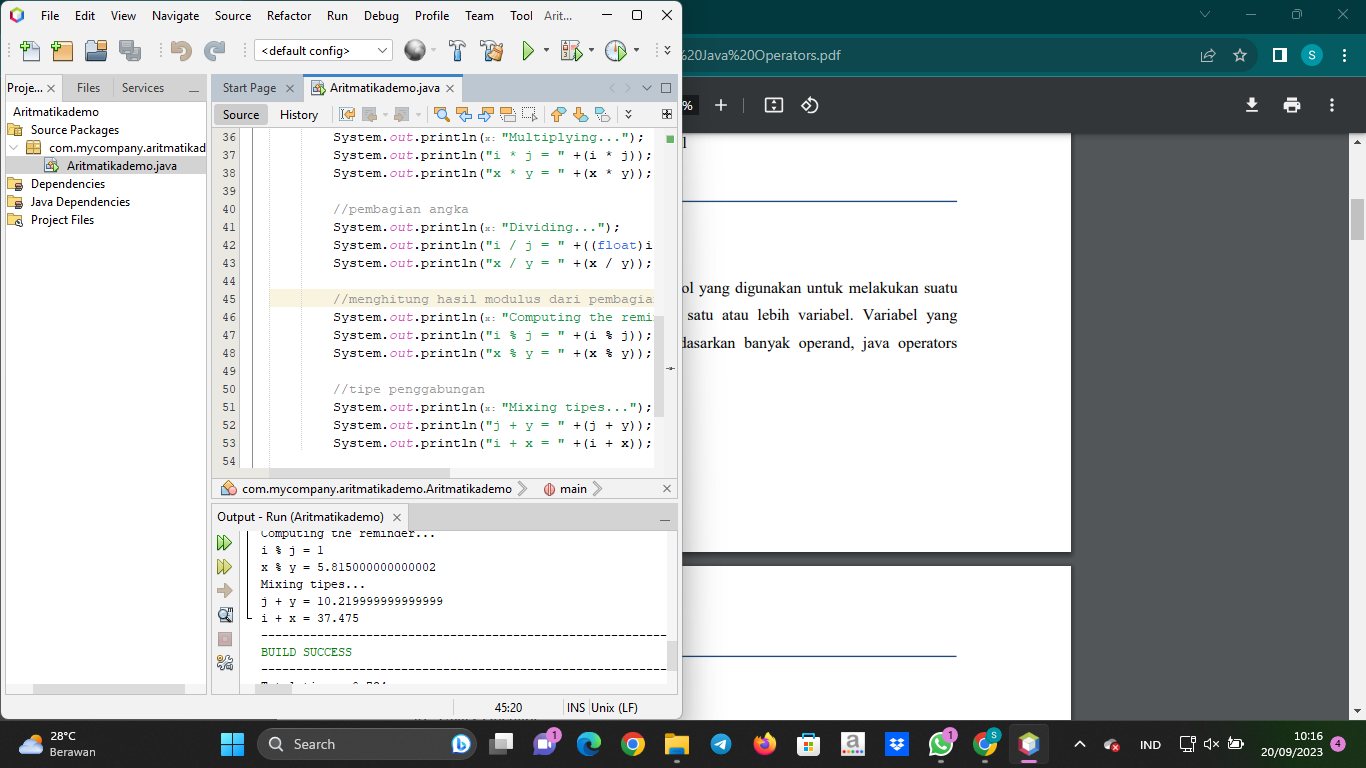 File Edit View Navigate Source Refactor Run Debug Profile Team Tool Arit...
<default config>
%20Java%20Operators.pdf
S
Proje... Files Services
Start Page Aritmatikademo.java
Source History
Aritmatikademo
Source Packages
com.mycompany.aritmatikad
Aritmatikademo.java
Dependencies
Java Dependencies
Project Files
36 System.out.println(x: "Multiplying...");
37 System.out.println("i * j = " +(i * j));
38 System.out.println("x * y = " +(x * y));
39
40 //pembagian angka
41 System.out.println(x: "Dividing...");
42 System.out.println("i / j = " +((float)i
43 System.out.println("x / y = " +(x / y));
44
45 //menghitung hasil modulus dari pembagian
46 System.out.println(x: "Computing the remi
47 System.out.println("i % j = " +(i % j));
48 System.out.println("x % y = " +(x % y));
49
50 //tipe penggabungan
51 System.out.println(x: "Mixing tipes...");
52 System.out.println("j + y = " +(j + y));
53 System.out.println("i + x = " +(i + x));
54
com.mycompany.aritmatikademo.Aritmatikademo main
Output - Run (Aritmatikademo)
Computing the reminder...
i % j = 1
x % y = 5.815000000000002
Mixing tipes...
j + y = 10.219999999999999
i + x = 37.475
------------------------------------------------------------------------
BUILD SUCCESS
------------------------------------------------------------------------
45:20 INS Unix (LF)
%
l
ol yang digunakan untuk melakukan suatu
satu atau lebih variabel. Variabel yang
dasarkan banyak operand, java operators
28°C
Berawan
Search
1
a
1
S
IND
10:16
20/09/2023
4